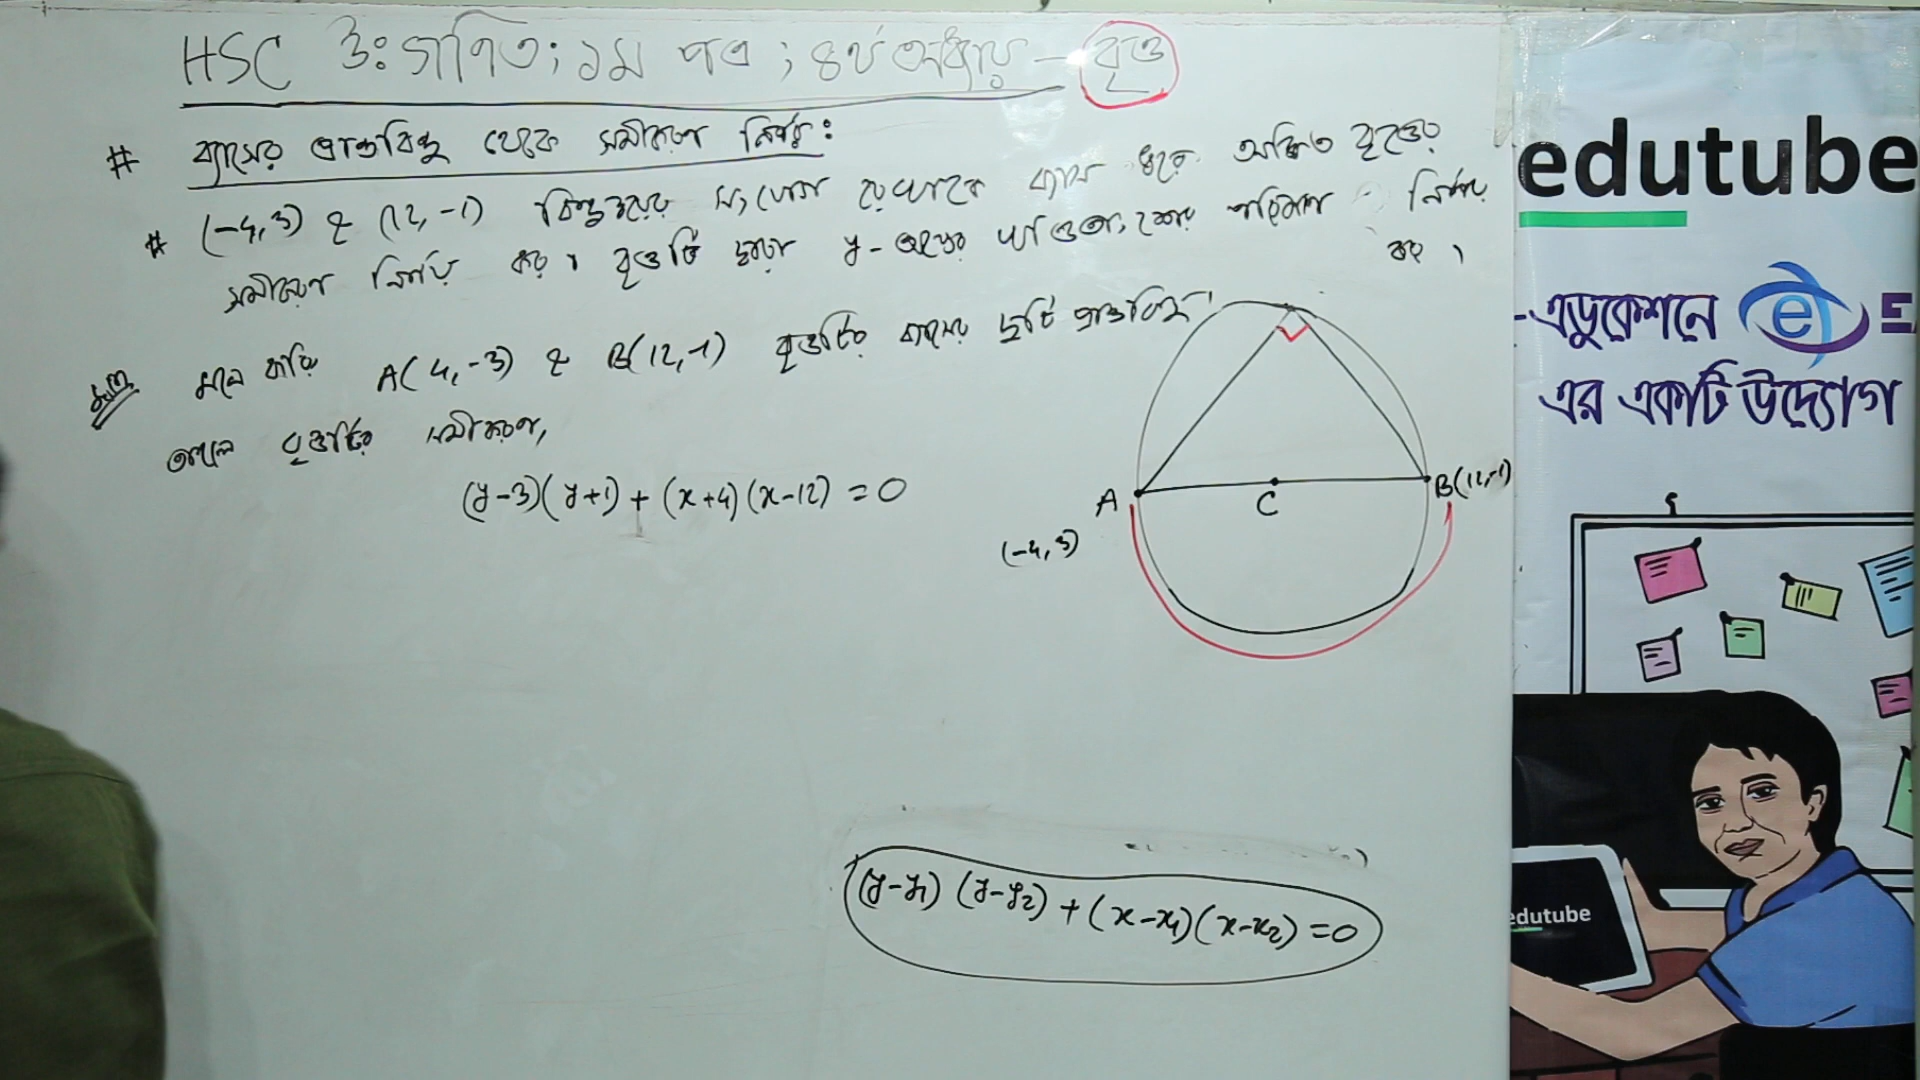 HSC উঃ গণিত; ১ম পত্র; ৪র্থ অধ্যায় - বৃত্ত
# ব্যাসের প্রান্তবিন্দু থেকে সমীকরণ নির্ণয়:
* (-4, 3) ও (12, -1) বিন্দুদ্বয়ের সংযোগ রেখাকে ব্যাস ধরে অঙ্কিত বৃত্তের
সমীকরণ নির্ণয় কর। বৃত্তটি দ্বারা y-অক্ষের খণ্ডিতাংশের পরিমাণ নির্ণয়
কর।
মনে করি A(4, -3) ও B(12, -1) বৃত্তটির ব্যাসের দুটি প্রান্তবিন্দু।
তাহলে বৃত্তটির সমীকরণ,
(y-3)(y+1) + (x+4)(x-12) = 0
A
C
B(12, -1)
(-4, 3)
(y-y₁)(y-y₂) + (x-x₁)(x-x₂) = 0
edutube
-এডুকেশনে e E
এর একটি উদ্যোগ
edutube